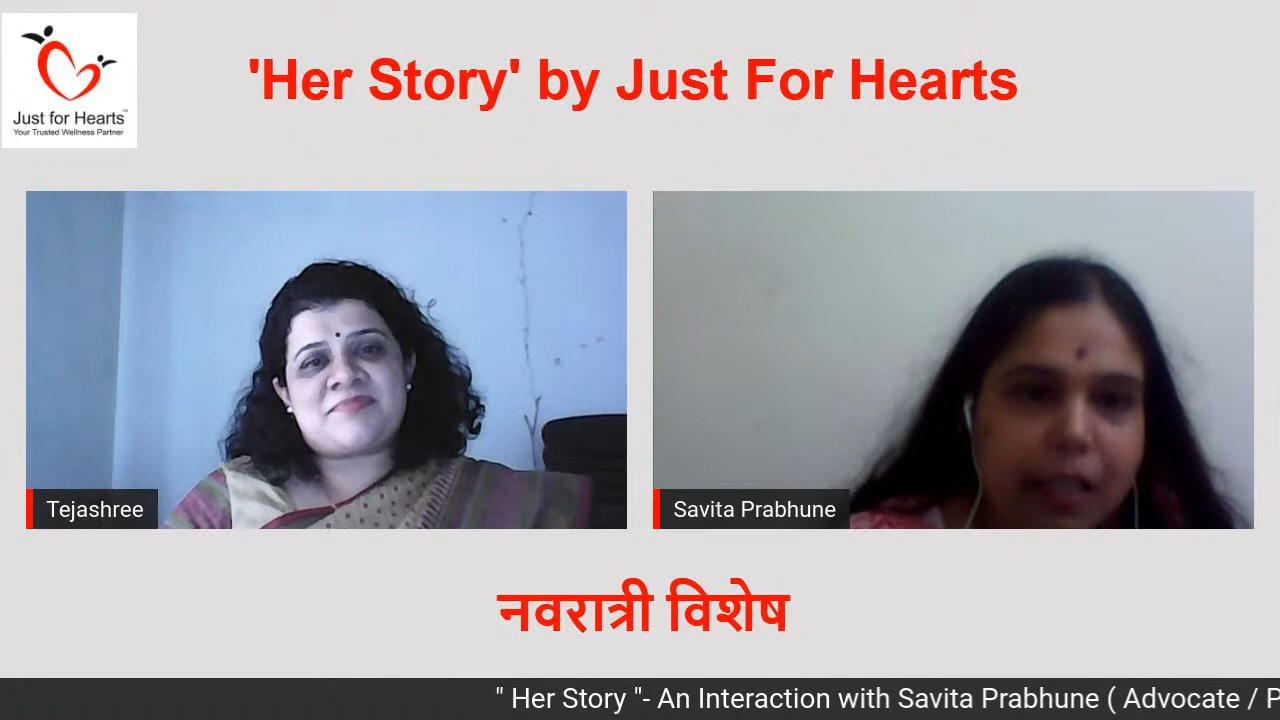 'Her Story' by Just For Hearts
Just for Hearts™
Your Trusted Wellness Partner
Tejashree
Savita Prabhune
नवरात्री विशेष
" Her Story "- An Interaction with Savita Prabhune ( Advocate / P